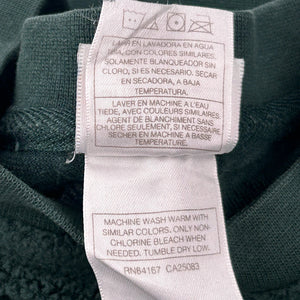 LAVAR EN LAVADORA EN AGUA
TIBIA, CON COLORES SIMILARES.
SOLAMENTE BLANQUEADOR SIN
CLORO, SI ES NECESARIO. SECAR
EN SECADORA, A BAJA
TEMPERATURA.
LAVER EN MACHINE A L'EAU
TIEDE, AVEC COULEURS SIMILAIRES.
AGENT DE BLANCHIMENT SANS
CHLORE SEULEMENT, SI NECESSAIRE
SECHER EN MACHINE A BASSE
TEMPERATURE.
MACHINE WASH WARM WITH
SIMILAR COLORS. ONLY NON-
CHLORINE BLEACH WHEN
NEEDED. TUMBLE DRY LOW.
RN84167 CA25083